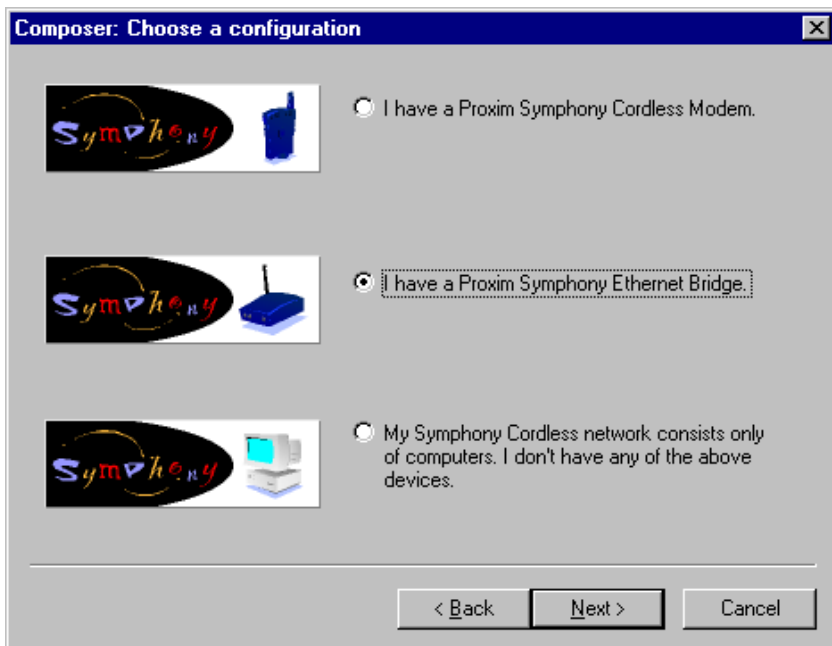 Composer: Choose a configuration
Symphony
I have a Proxim Symphony Cordless Modem.
Symphony
I have a Proxim Symphony Ethernet Bridge.
Symphony
My Symphony Cordless network consists only
of computers. I don't have any of the above
devices.
< Back
Next >
Cancel